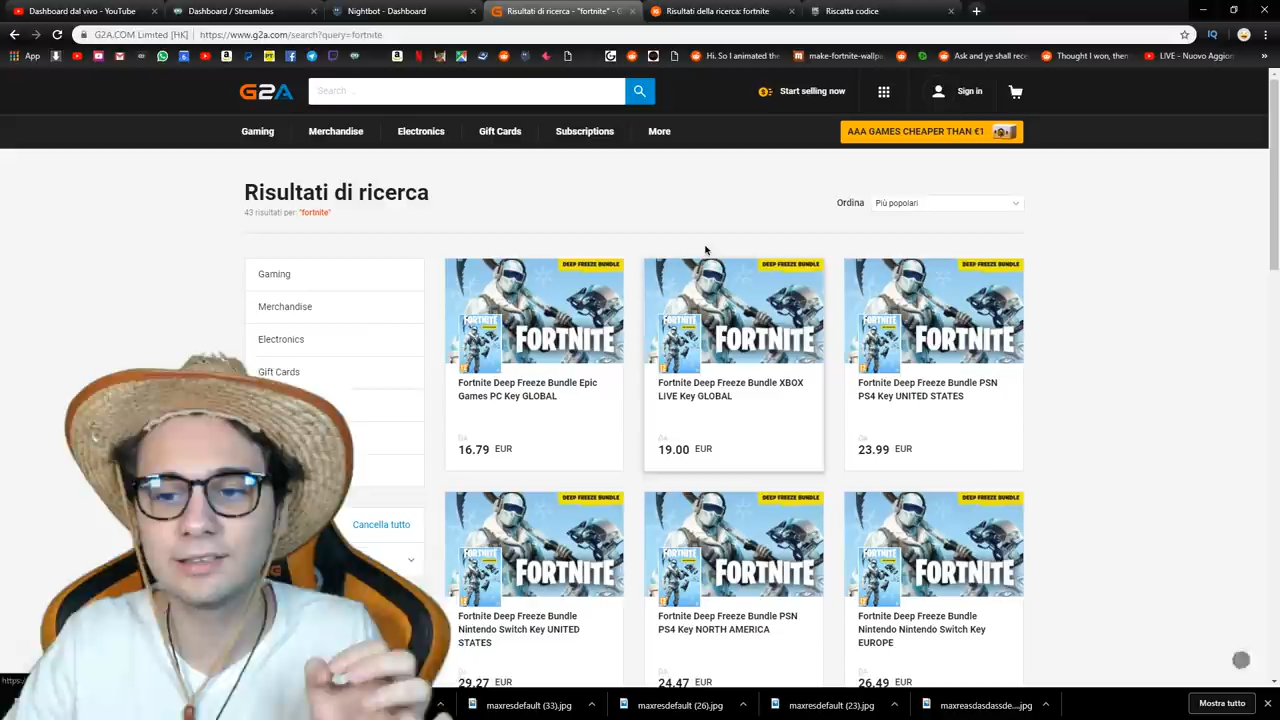 Dashboard dal vivo - YouTube
Dashboard / Streamlabs
Nightbot - Dashboard
Risultati di ricerca - "fortnite" - G
Risultati della ricerca: fortnite
Riscatta codice
G2A.COM Limited [HK]
https://www.g2a.com/search?query=fortnite
App
Hi. So I animated the
make-fortnite-wallpa
Ask and ye shall rece
Thought I won, then
LIVE - Nuovo Aggion
G2A
Search ...
Start selling now
Sign in
Gaming
Merchandise
Electronics
Gift Cards
Subscriptions
More
AAA GAMES CHEAPER THAN €1
Risultati di ricerca
43 risultati per: "fortnite"
Ordina
Più popolari
Gaming
Merchandise
Electronics
Gift Cards
Cancella tutto
DEEP FREEZE BUNDLE
FORTNITE
Fortnite Deep Freeze Bundle Epic
Games PC Key GLOBAL
DA
16.79 EUR
DEEP FREEZE BUNDLE
FORTNITE
Fortnite Deep Freeze Bundle XBOX
LIVE Key GLOBAL
DA
19.00 EUR
DEEP FREEZE BUNDLE
FORTNITE
Fortnite Deep Freeze Bundle PSN
PS4 Key UNITED STATES
DA
23.99 EUR
DEEP FREEZE BUNDLE
FORTNITE
Fortnite Deep Freeze Bundle
Nintendo Switch Key UNITED
STATES
DA
29.27 EUR
DEEP FREEZE BUNDLE
FORTNITE
Fortnite Deep Freeze Bundle PSN
PS4 Key NORTH AMERICA
DA
24.47 EUR
DEEP FREEZE BUNDLE
FORTNITE
Fortnite Deep Freeze Bundle
Nintendo Nintendo Switch Key
EUROPE
DA
26.49 EUR
https:
maxresdefault (33).jpg
maxresdefault (26).jpg
maxresdefault (23).jpg
maxreasdasdassde....jpg
Mostra tutto